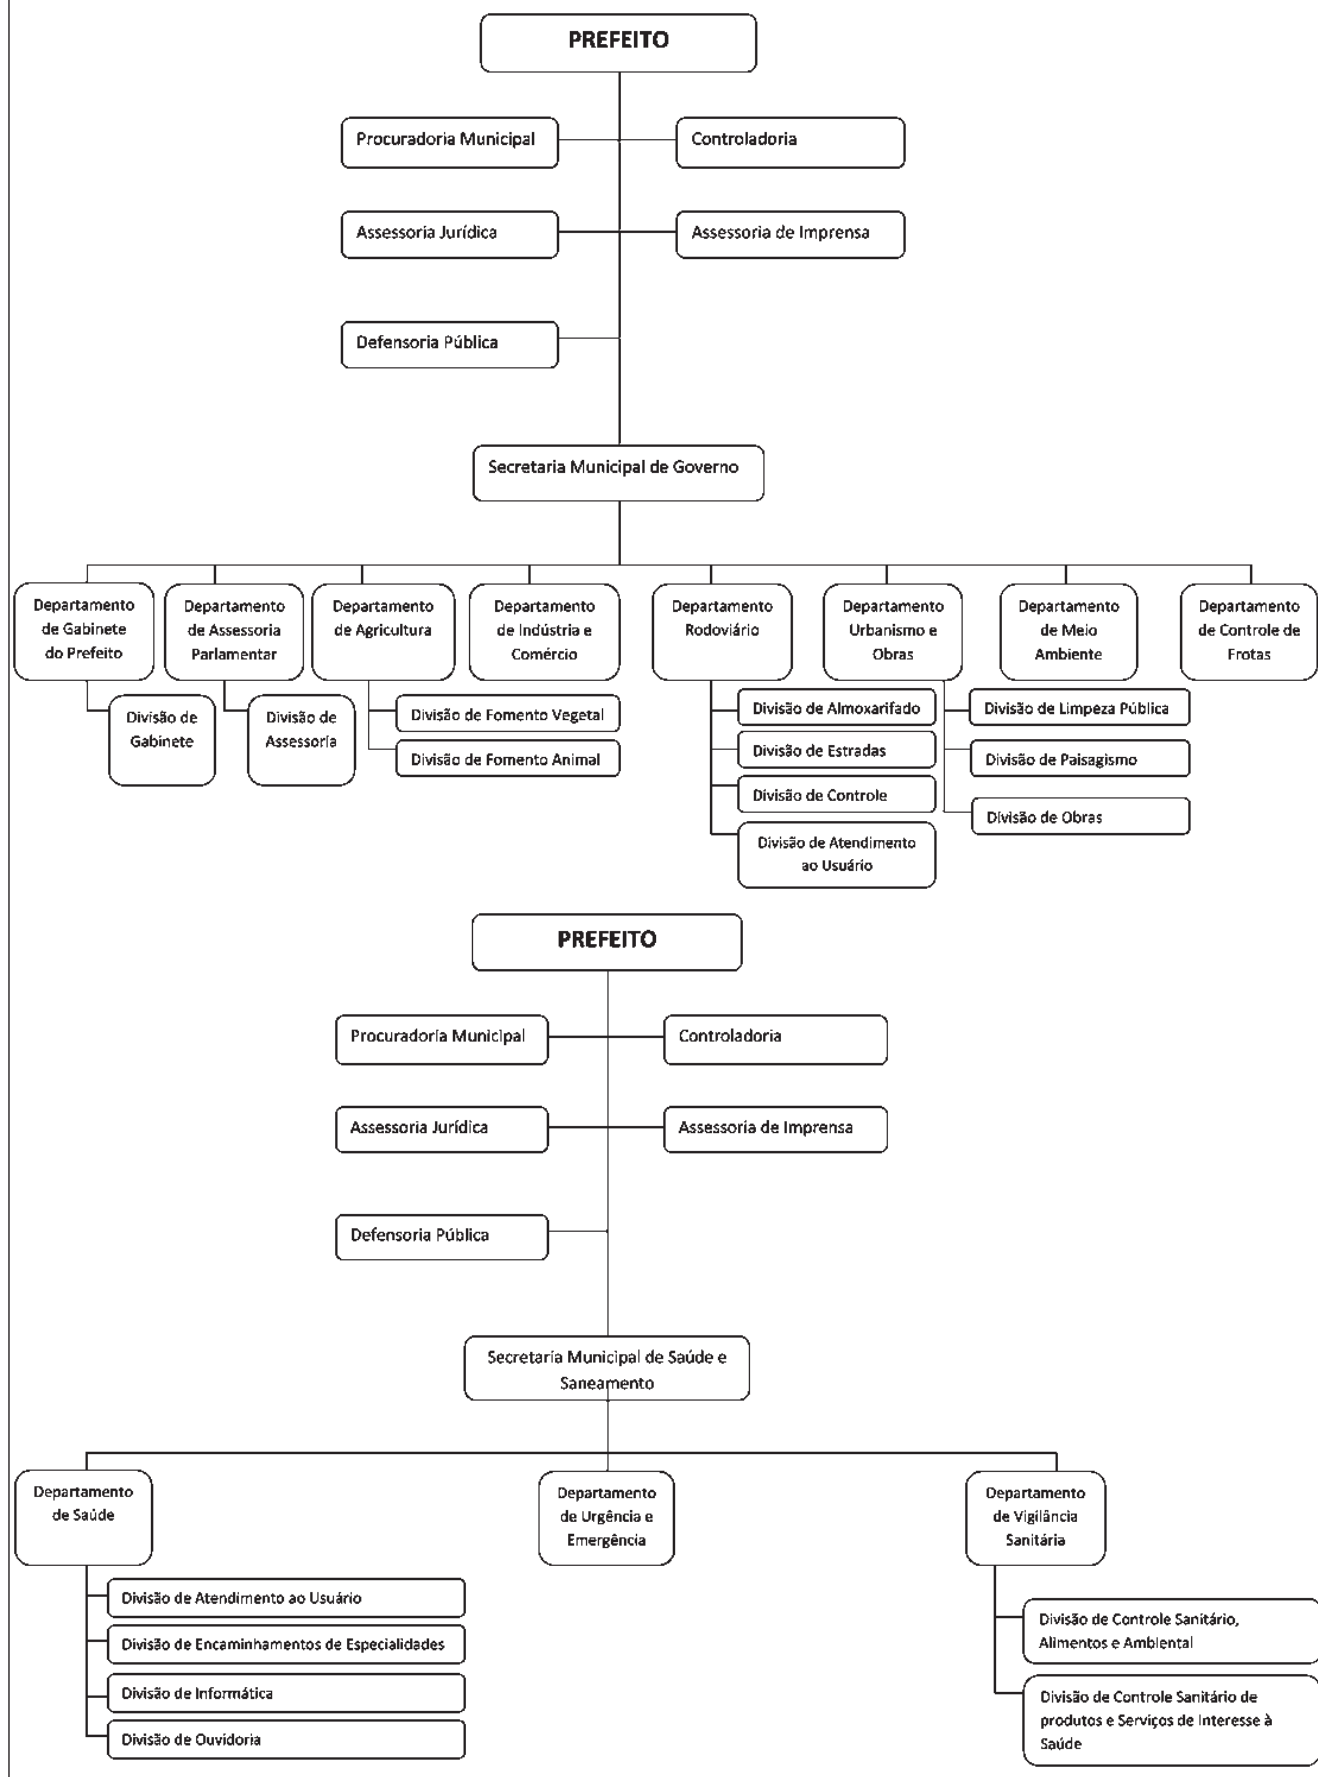 PREFEITO
Procuradoria Municipal
Controladoria
Assessoria Jurídica
Assessoria de Imprensa
Defensoria Pública
Secretaria Municipal de Governo
Departamento
de Gabinete
do Prefeito
Departamento
de Assessoria
Parlamentar
Departamento
de Agricultura
Departamento
de Indústria e
Comércio
Departamento
Rodoviário
Departamento
Urbanismo e
Obras
Departamento
de Meio
Ambiente
Departamento
de Controle de
Frotas
Divisão de
Gabinete
Divisão de
Assessoria
Divisão de Fomento Vegetal
Divisão de Fomento Animal
Divisão de Almoxarifado
Divisão de Estradas
Divisão de Controle
Divisão de Atendimento
ao Usuário
Divisão de Limpeza Pública
Divisão de Paisagismo
Divisão de Obras
PREFEITO
Procuradoria Municipal
Controladoria
Assessoria Jurídica
Assessoria de Imprensa
Defensoria Pública
Secretaria Municipal de Saúde e
Saneamento
Departamento
de Saúde
Departamento
de Urgência e
Emergência
Departamento
de Vigilância
Sanitária
Divisão de Atendimento ao Usuário
Divisão de Encaminhamentos de Especialidades
Divisão de Informática
Divisão de Ouvidoria
Divisão de Controle Sanitário,
Alimentos e Ambiental
Divisão de Controle Sanitário de
produtos e Serviços de Interesse à
Saúde